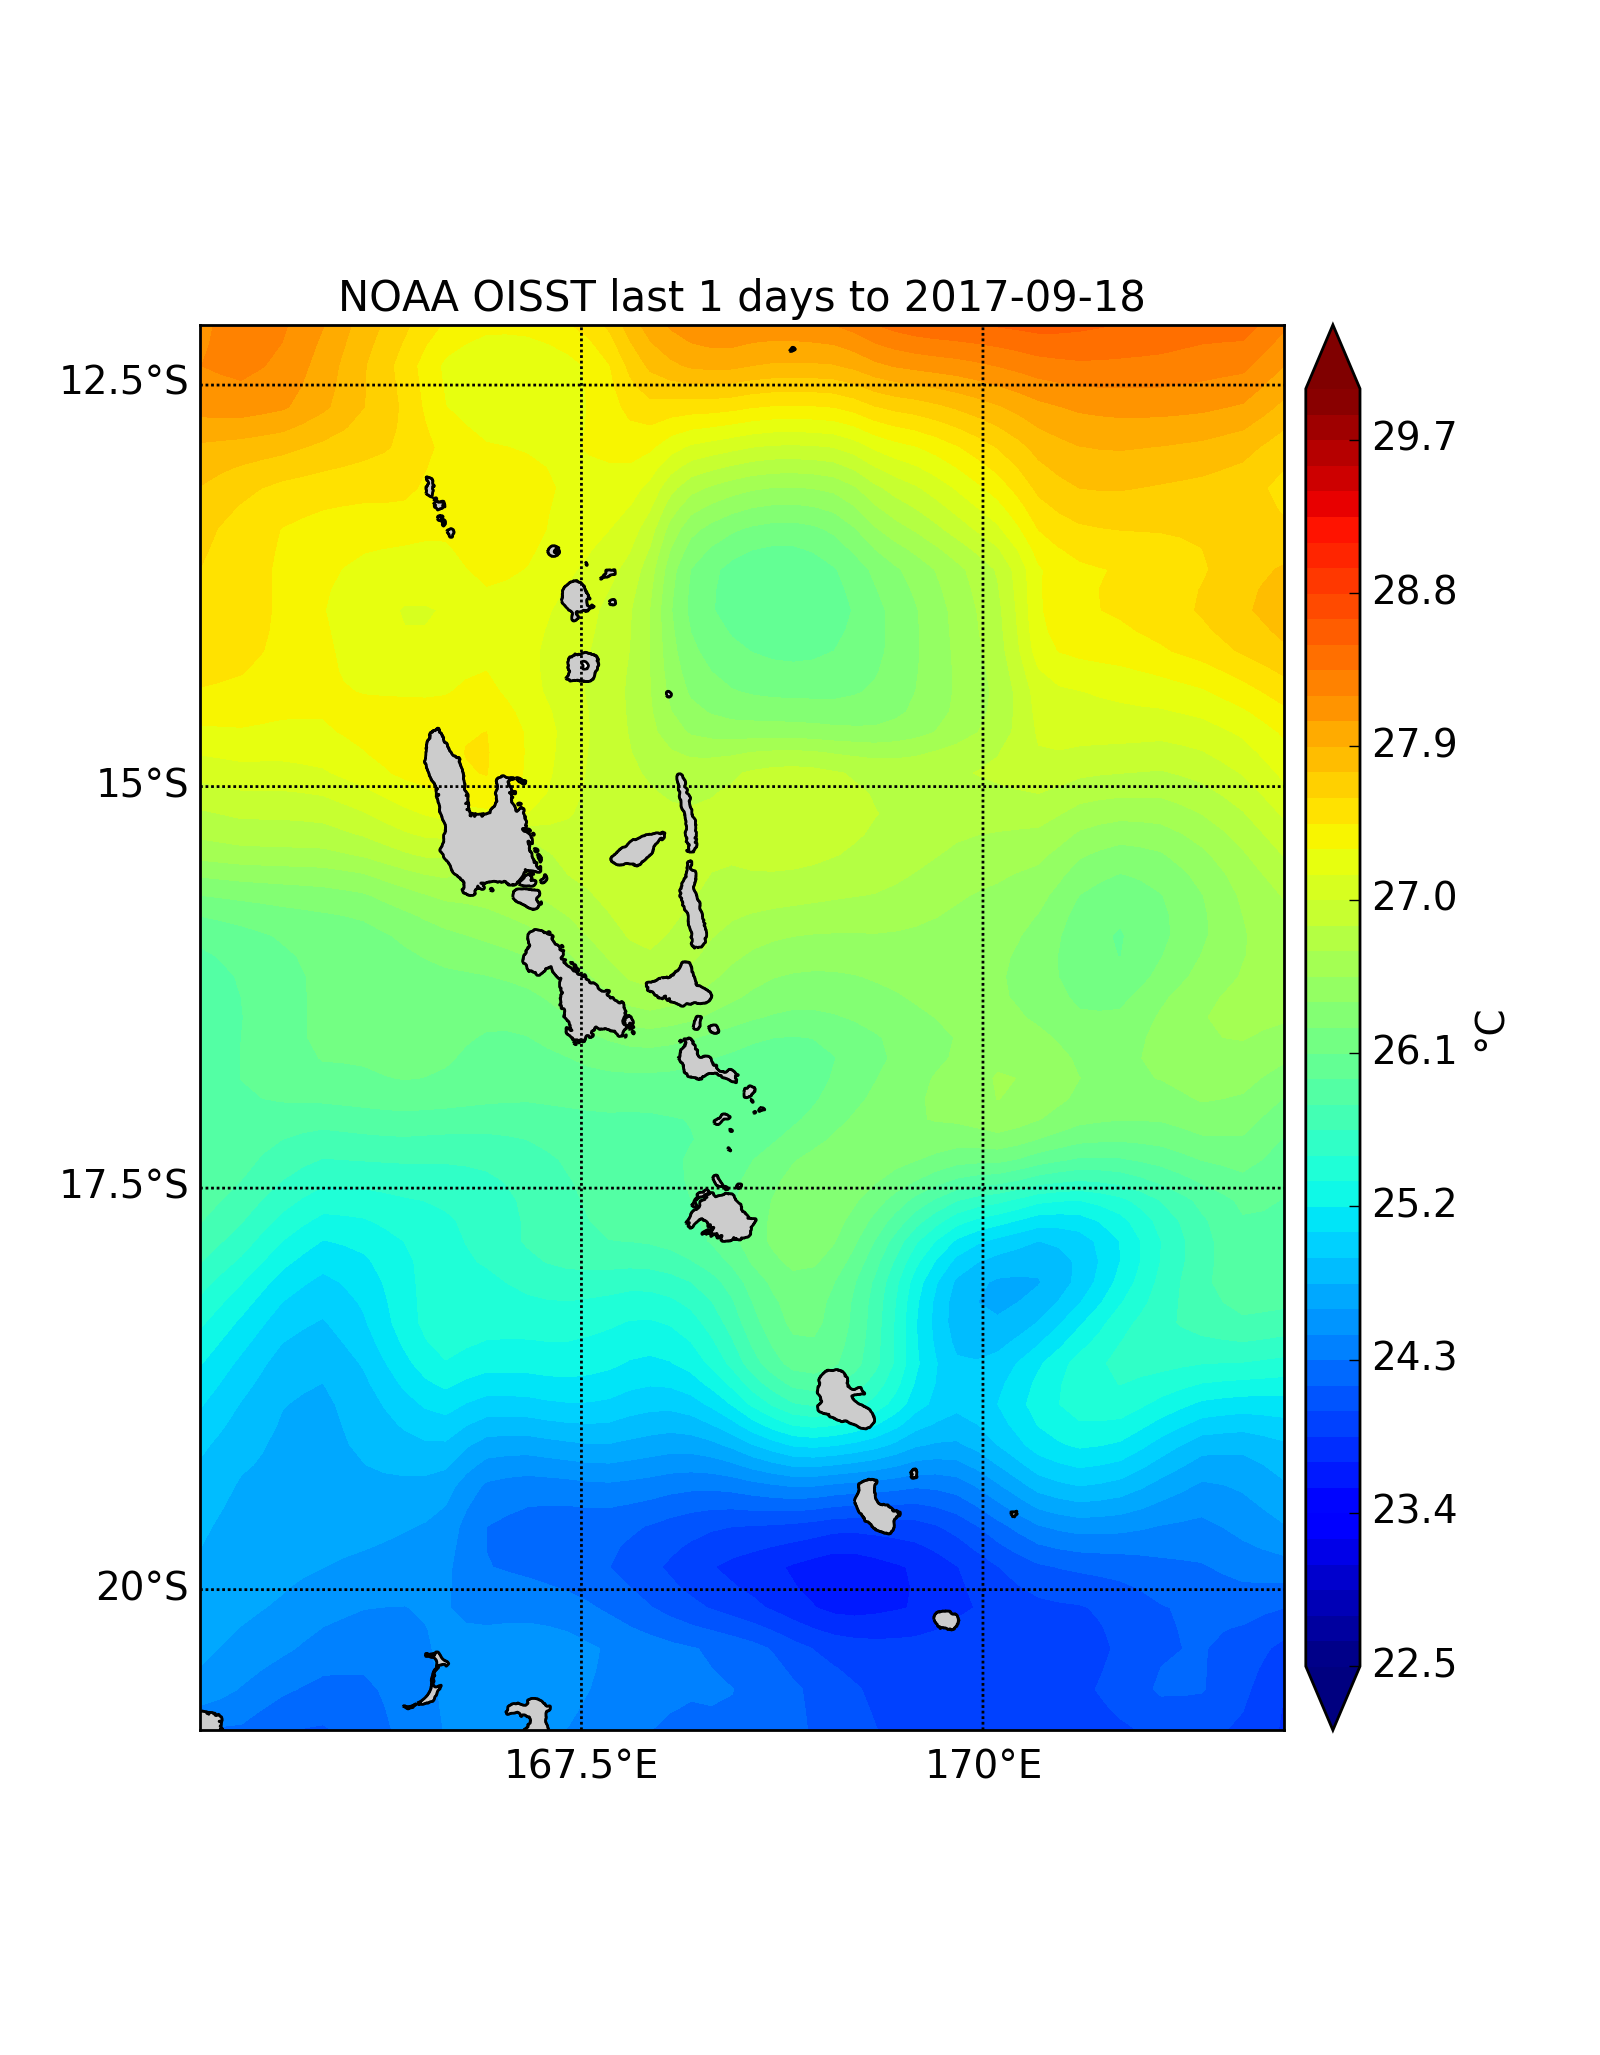 NOAA OISST last 1 days to 2017-09-18
12.5°S
15°S
17.5°S
20°S
167.5°E
170°E
29.7
28.8
27.9
27.0
26.1
25.2
24.3
23.4
22.5
°C